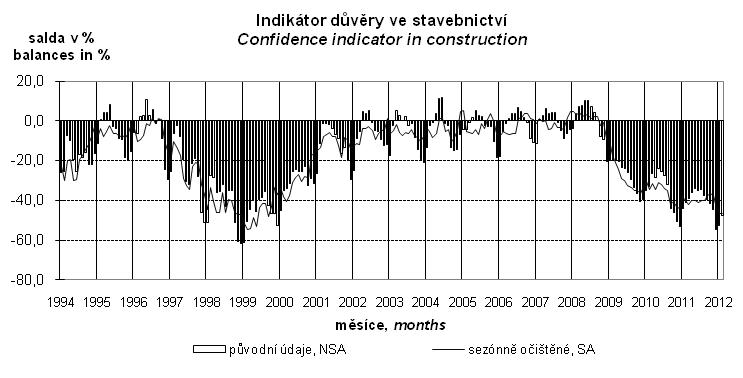 Indikátor důvěry ve stavebnictví
Confidence indicator in construction
salda v %
balances in %
20,0
0,0
-20,0
-40,0
-60,0
-80,0
1994 1995 1996 1997 1998 1999 2000 2001 2002 2003 2004 2005 2006 2007 2008 2009 2010 2011 2012
měsíce, months
původní údaje, NSA
sezónně očištěné, SA